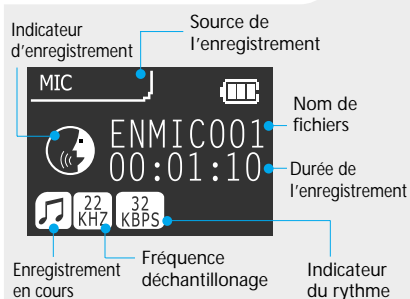 Indicateur
d'enregistrement
Source de
l'enregistrement
MIC
ENMIC001
00:01:10
Nom de
fichiers
Durée de
l'enregistrement
22
KHZ
32
KBPS
Enregistrement
en cours
Fréquence
déchantillonage
Indicateur
du rythme